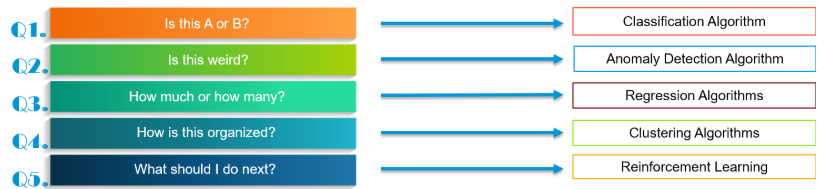 Q1. Is this A or B? Classification Algorithm
Q2. Is this weird? Anomaly Detection Algorithm
Q3. How much or how many? Regression Algorithms
Q4. How is this organized? Clustering Algorithms
Q5. What should I do next? Reinforcement Learning